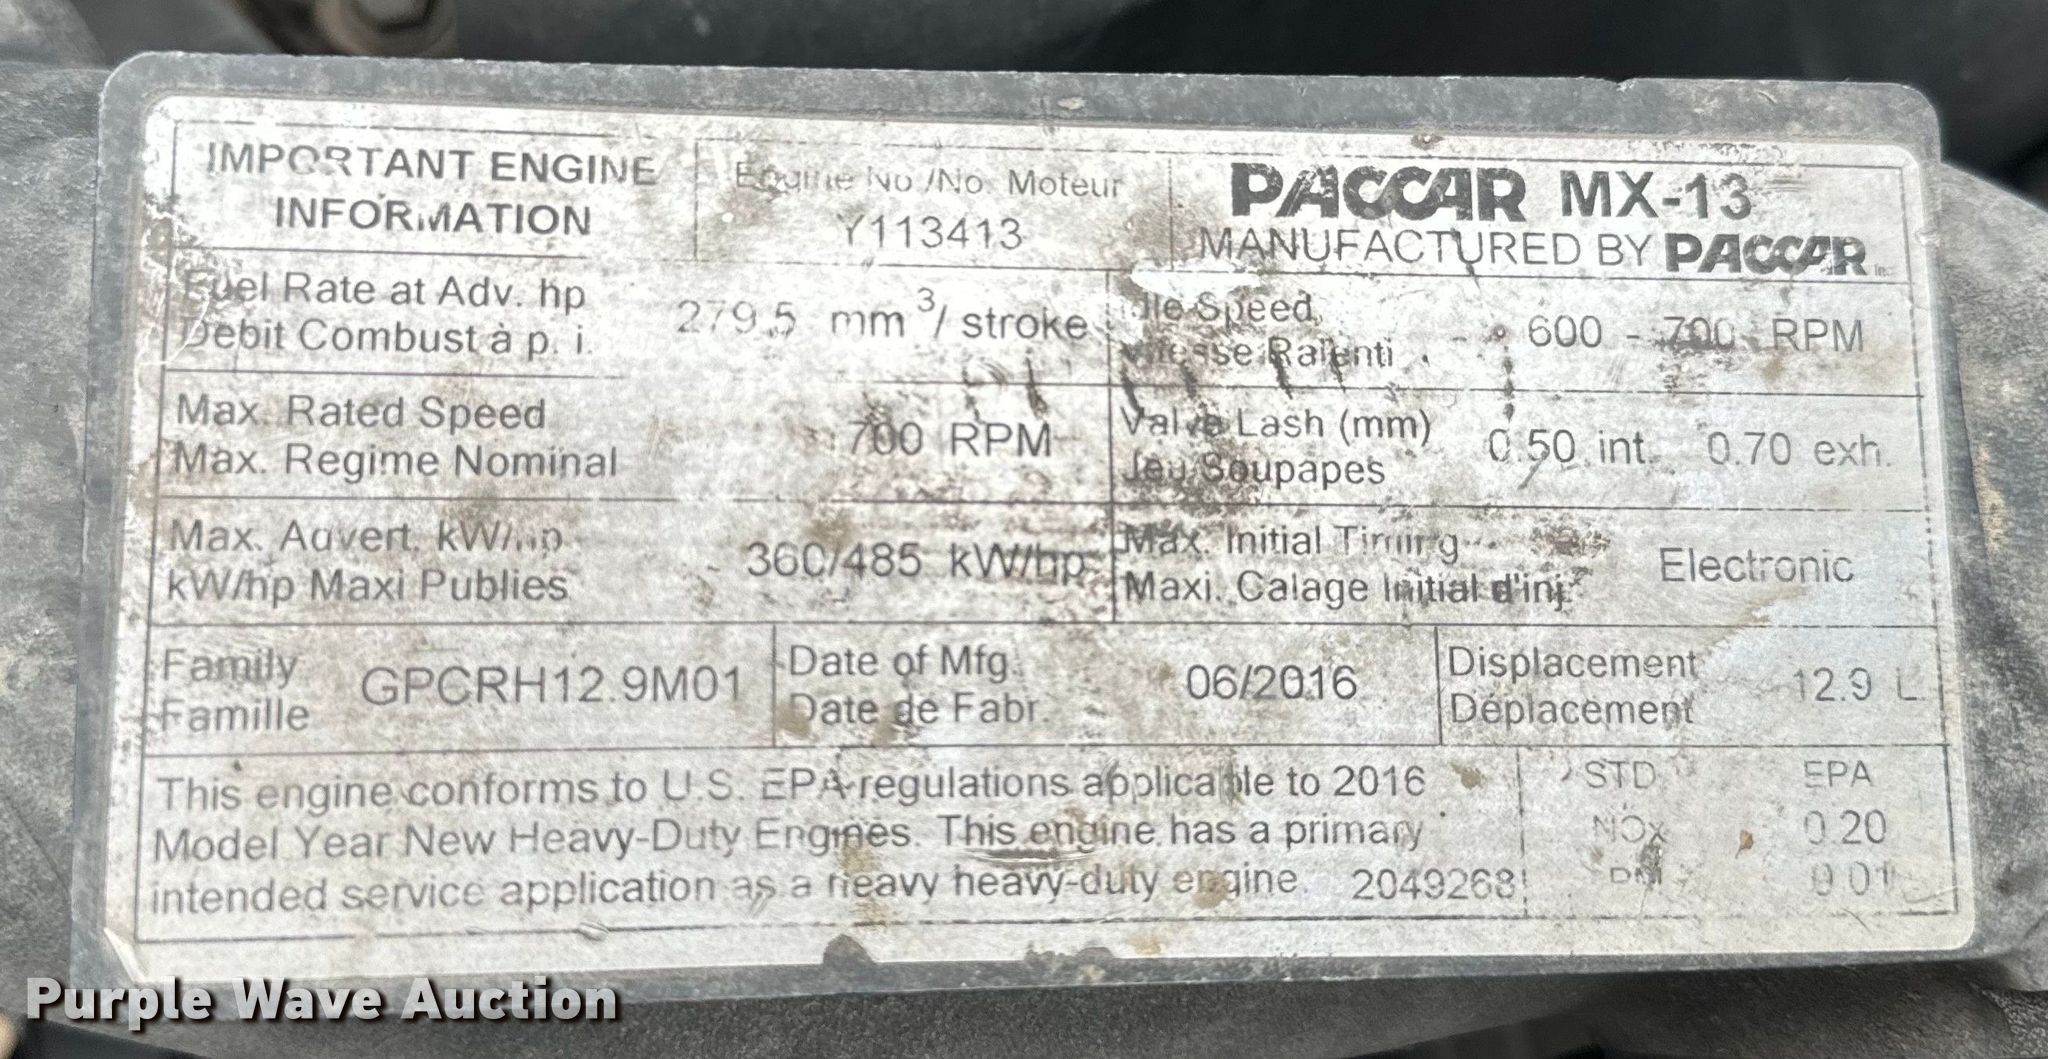 IMPORTANT ENGINE
INFORMATION
Engine No/No. Moteur
Y113413
PACCAR MX-13
MANUFACTURED BY PACCAR Inc.
Fuel Rate at Adv. hp
Debit Combust à p. i.
279.5 mm3/ stroke
Idle Speed
Vitesse Ralenti
600 - 700 RPM
Max. Rated Speed
Max. Regime Nominal
700 RPM
Valve Lash (mm)
Jeu Soupapes
0.50 int. 0.70 exh.
Max. Advert. kW/hp
kW/hp Maxi Publies
360/485 kW/hp
Max. Initial Timing
Maxi. Calage Initial d'inj.
Electronic
Family
Famille
GPCRH12.9M01
Date of Mfg.
Date de Fabr.
06/2016
Displacement
Déplacement
12.9 L
This engine conforms to U.S. EPA regulations applicable to 2016
Model Year New Heavy-Duty Engines. This engine has a primary
intended service application as a heavy heavy-duty engine. 2049268
STD EPA
NOx 0.20
PM 0.01
Purple Wave Auction